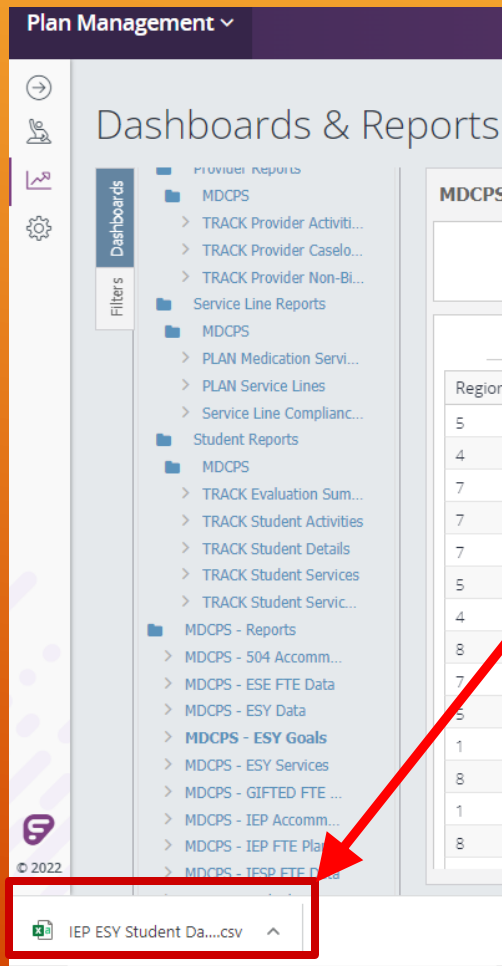 Plan Management
Dashboards & Reports
Dashboards
Filters
Provider Reports
MDCPS
TRACK Provider Activiti...
TRACK Provider Caselo...
TRACK Provider Non-Bi...
Service Line Reports
MDCPS
PLAN Medication Servi...
PLAN Service Lines
Service Line Complianc...
Student Reports
MDCPS
TRACK Evaluation Sum...
TRACK Student Activities
TRACK Student Details
TRACK Student Services
TRACK Student Servic...
MDCPS - Reports
MDCPS - 504 Accomm...
MDCPS - ESE FTE Data
MDCPS - ESY Data
MDCPS - ESY Goals
MDCPS - ESY Services
MDCPS - GIFTED FTE ...
MDCPS - IEP Accomm...
MDCPS - IEP FTE
MDCPS - IFSP FTE
MDCPS
Region
5
4
7
7
7
5
4
8
7
5
1
8
1
8
© 2022
IEP ESY Student Da....csv